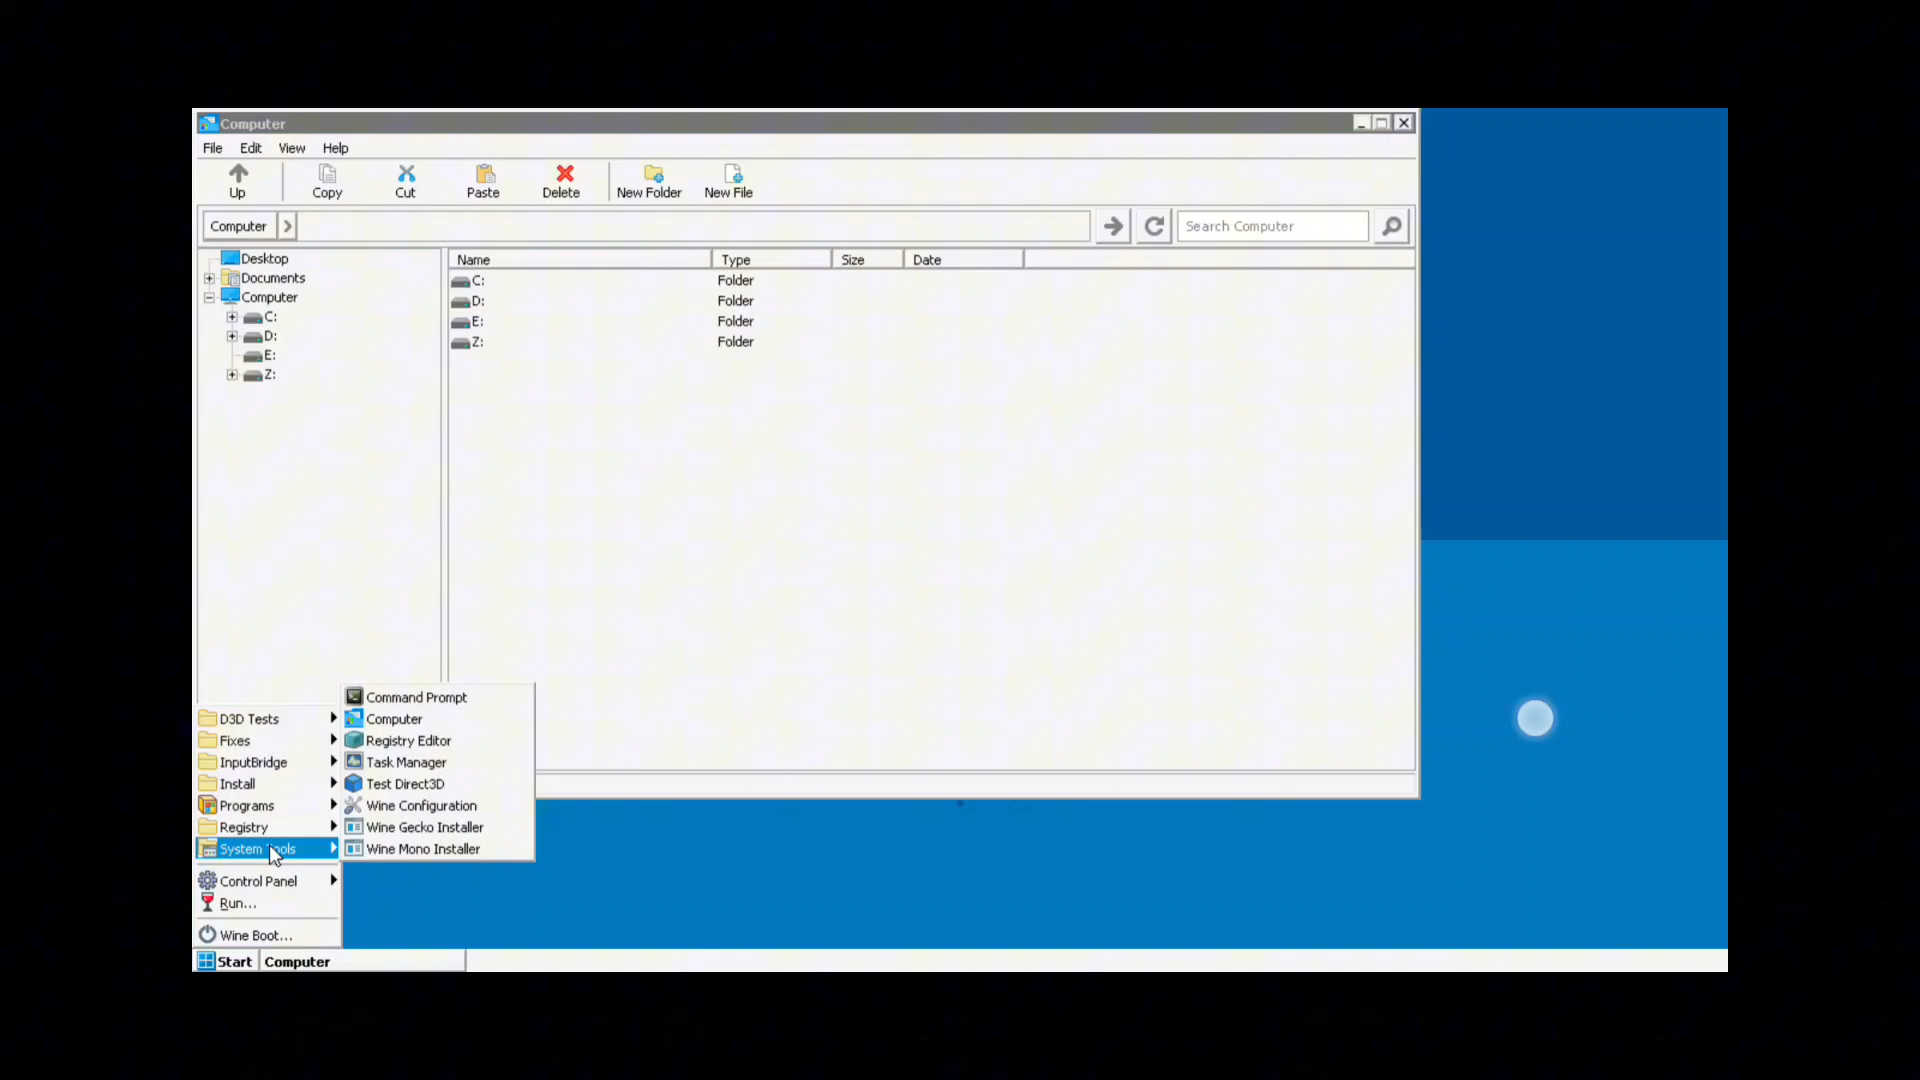 Computer
File Edit View Help
Up Copy Cut Paste Delete New Folder New File
Computer Search Computer
Desktop
Documents
Computer
C:
D:
E:
Z:
Name Type Size Date
C: Folder
D: Folder
E: Folder
Z: Folder
D3D Tests
Fixes
InputBridge
Install
Programs
Registry
System
Control Panel
Run...
Wine Boot...
Command Prompt
Computer
Registry Editor
Task Manager
Test Direct3D
Wine Configuration
Wine Gecko Installer
Wine Mono Installer
Start Computer